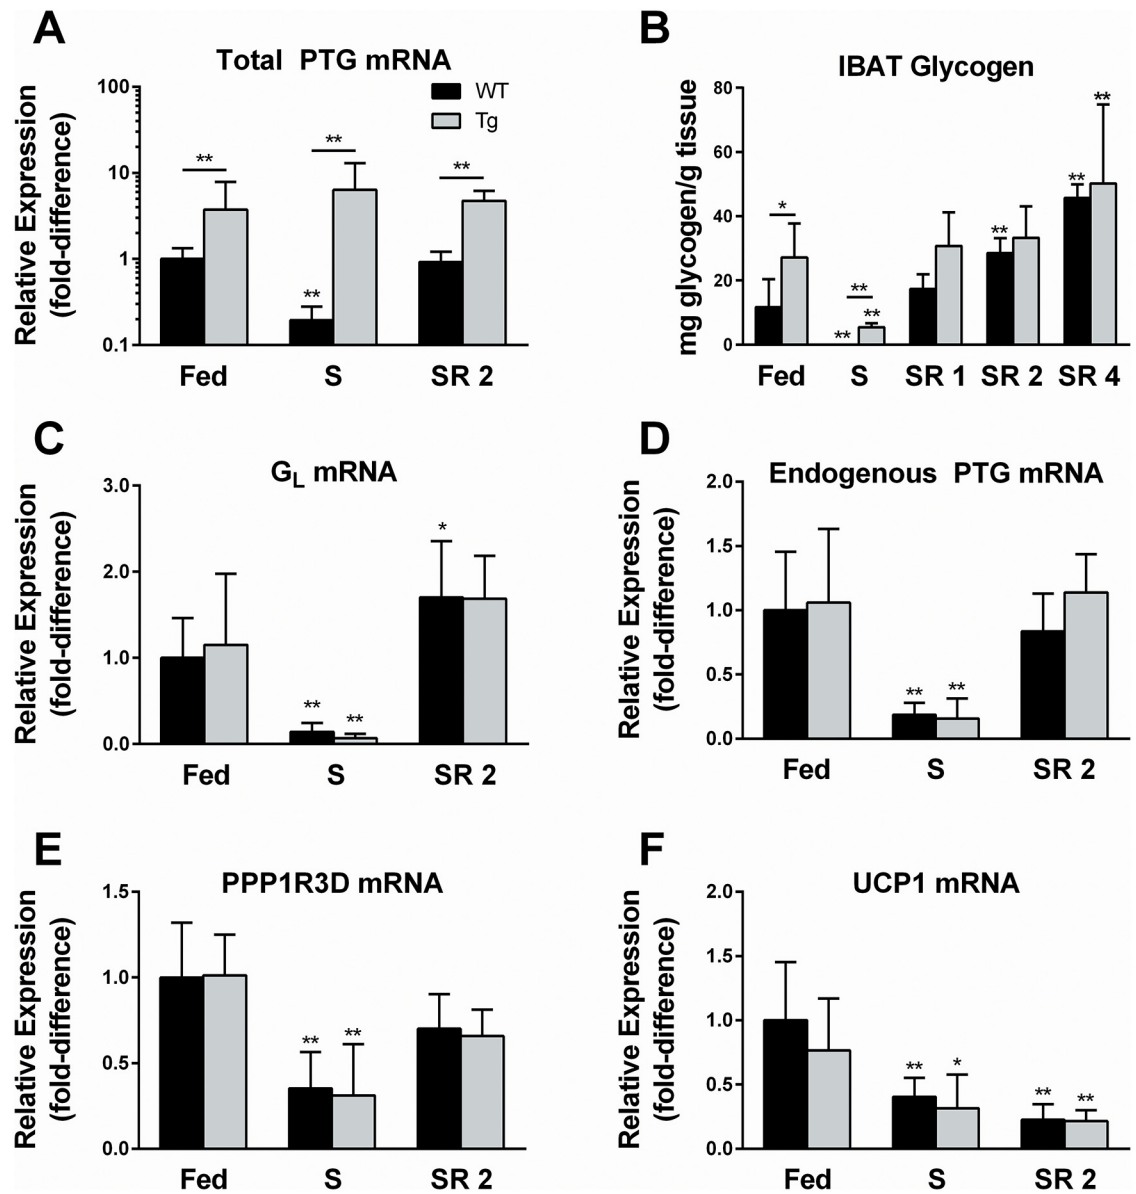 A
Total PTG mRNA
WT
Tg
Relative Expression
(fold-difference)
100
10
1
0.1
**
**
**
**
Fed
S
SR 2
B
IBAT Glycogen
mg glycogen/g tissue
80
60
40
20
0
*
**
**
**
**
**
**
Fed
S
SR 1
SR 2
SR 4
C
GL mRNA
Relative Expression
(fold-difference)
3.0
2.0
1.0
0.0
**
**
*
Fed
S
SR 2
D
Endogenous PTG mRNA
Relative Expression
(fold-difference)
2.0
1.5
1.0
0.5
0.0
**
**
Fed
S
SR 2
E
PPP1R3D mRNA
Relative Expression
(fold-difference)
1.5
1.0
0.5
0.0
**
**
Fed
S
SR 2
F
UCP1 mRNA
Relative Expression
(fold-difference)
2.0
1.5
1.0
0.5
0.0
**
*
**
**
Fed
S
SR 2